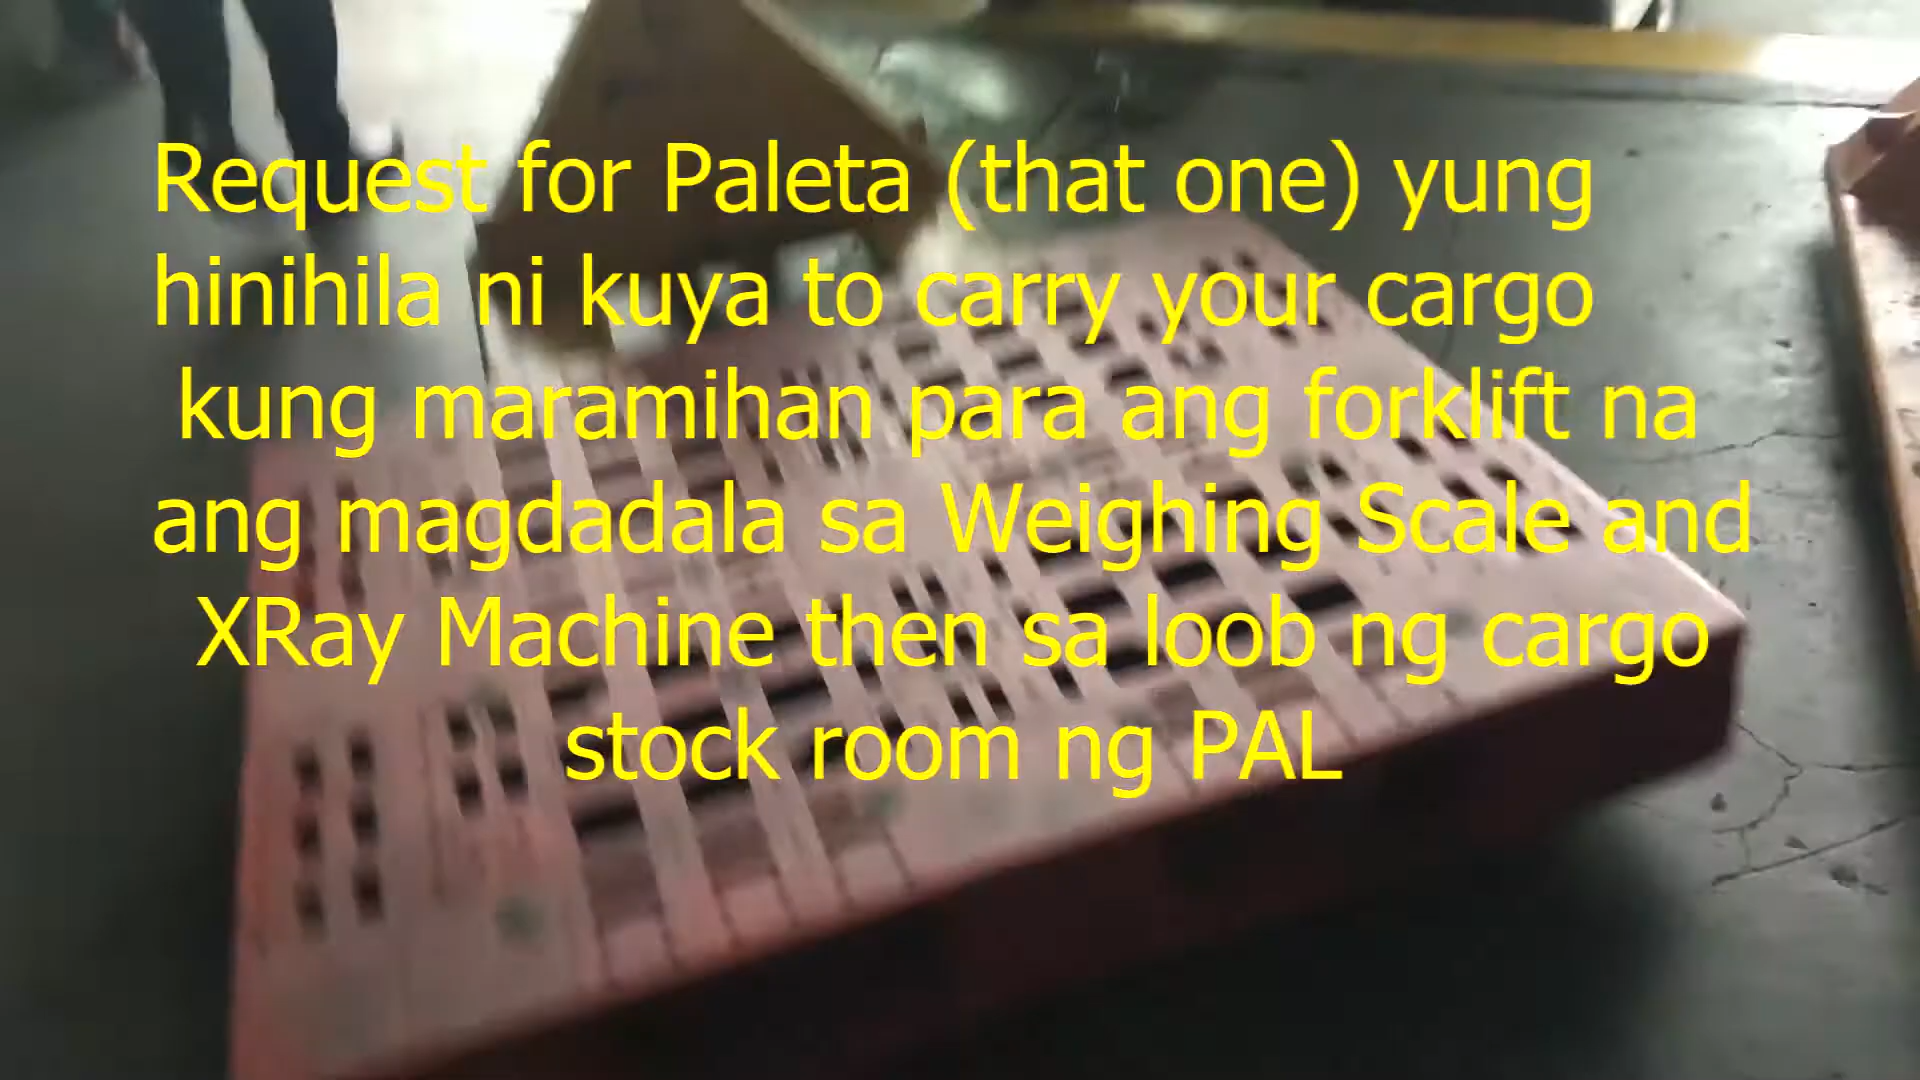 Request for Paleta (that one) yung
hinihila ni kuya to carry your cargo
kung maramihan para ang forklift na
ang magdadala sa Weighing Scale and
XRay Machine then sa loob ng cargo
stock room ng PAL